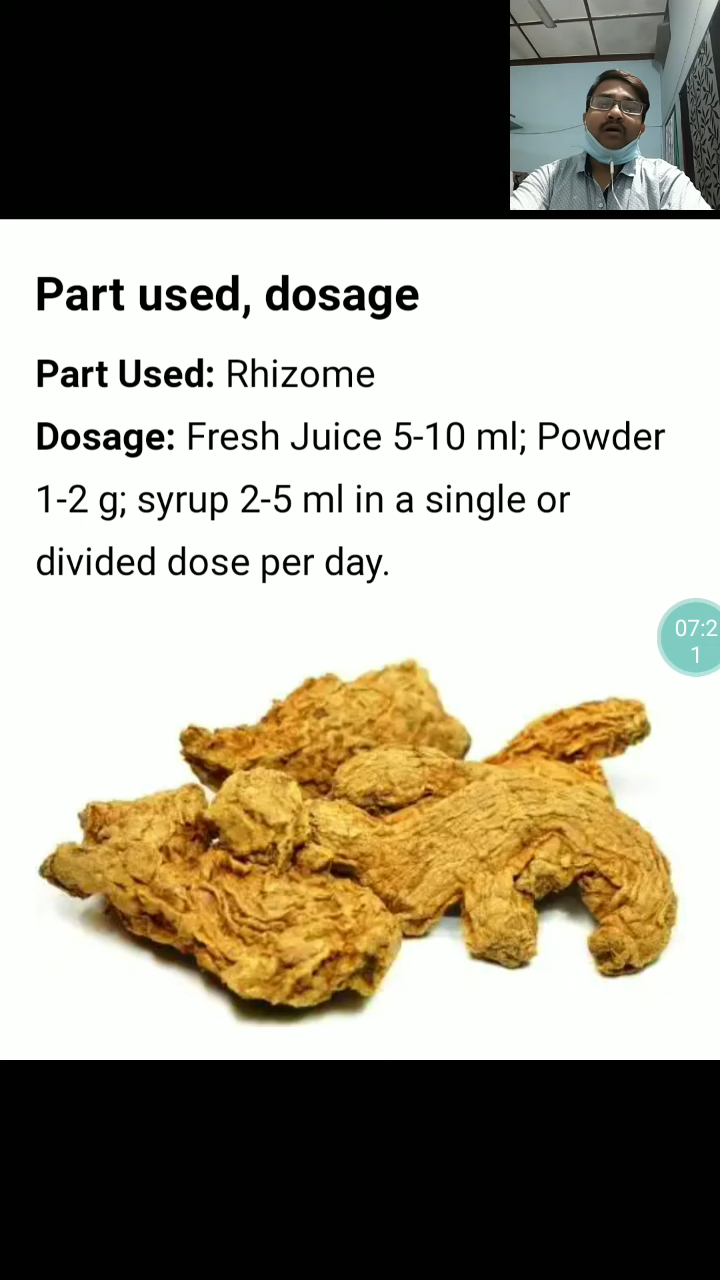 Part used, dosage
Part Used: Rhizome
Dosage: Fresh Juice 5-10 ml; Powder
1-2 g; syrup 2-5 ml in a single or
divided dose per day.
07:2
1